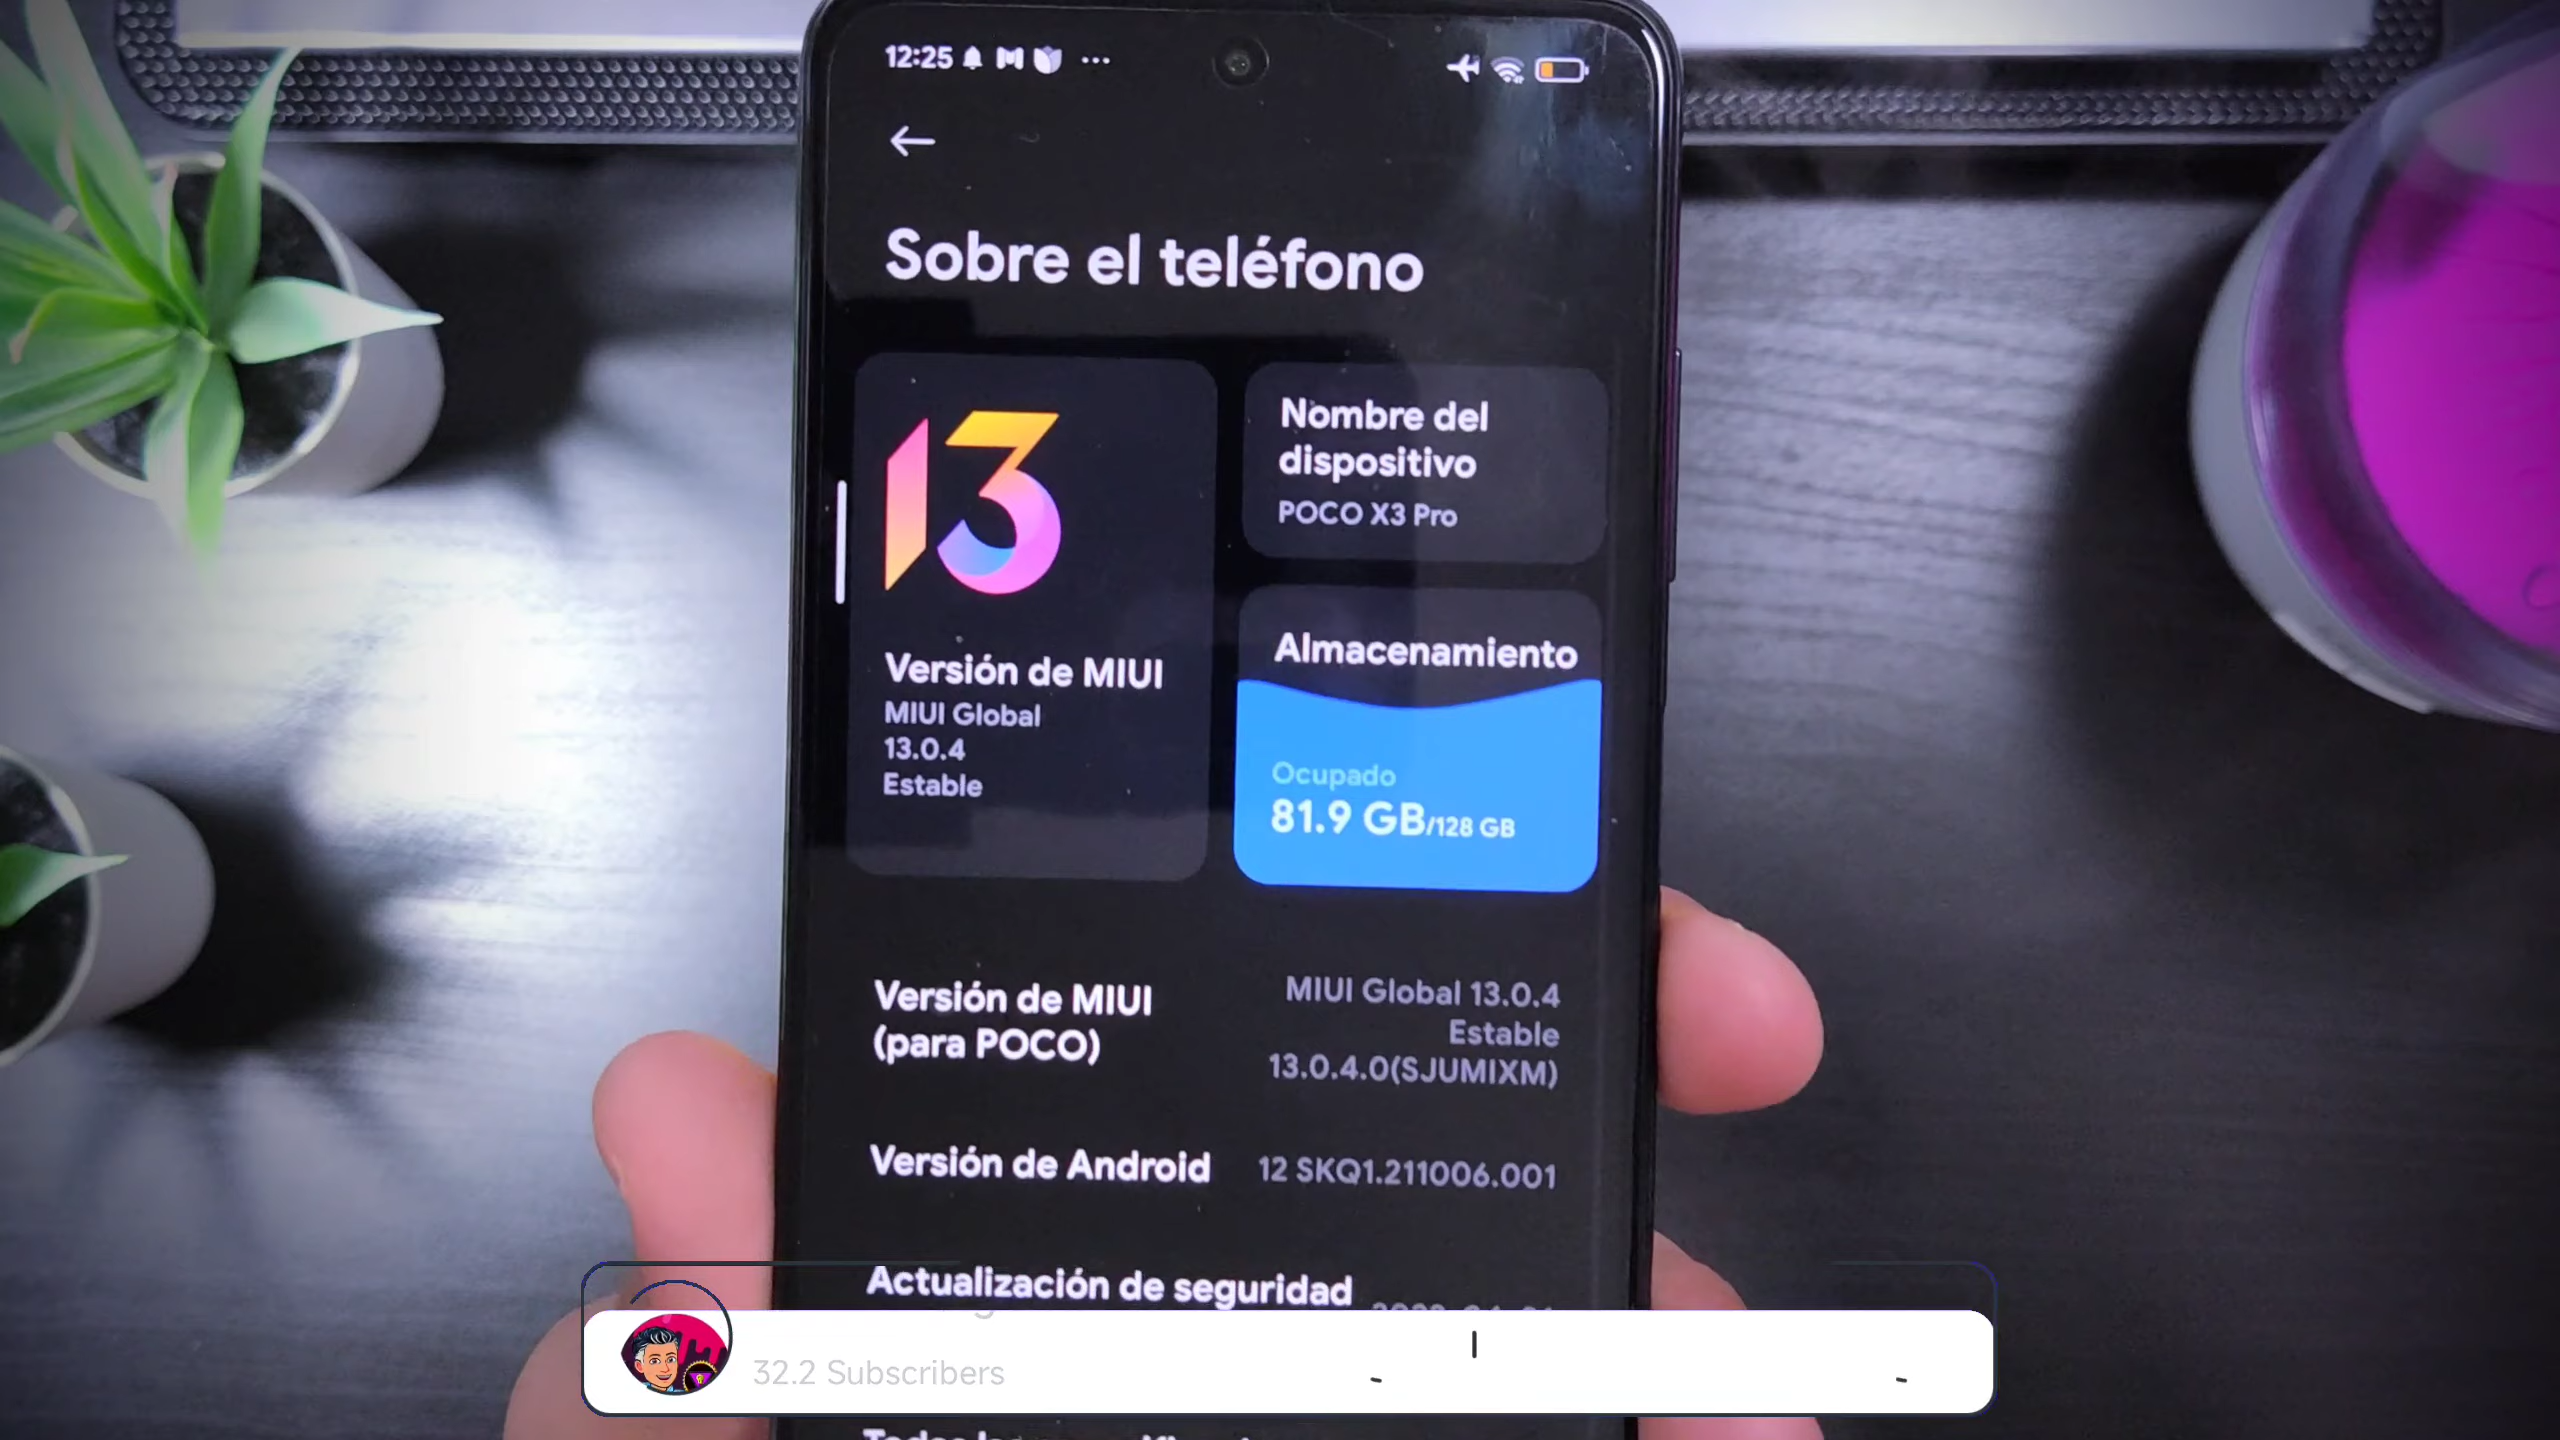 12:25
Sobre el teléfono
13
Versión de MIUI
MIUI Global
13.0.4
Estable
Nombre del
dispositivo
POCO X3 Pro
Almacenamiento
Ocupado
81.9 GB/128 GB
Versión de MIUI
(para POCO)
MIUI Global 13.0.4
Estable
13.0.4.0(SJUMIXM)
Versión de Android
12 SKQ1.211006.001
Actualización de seguridad
32.2 Subscribers